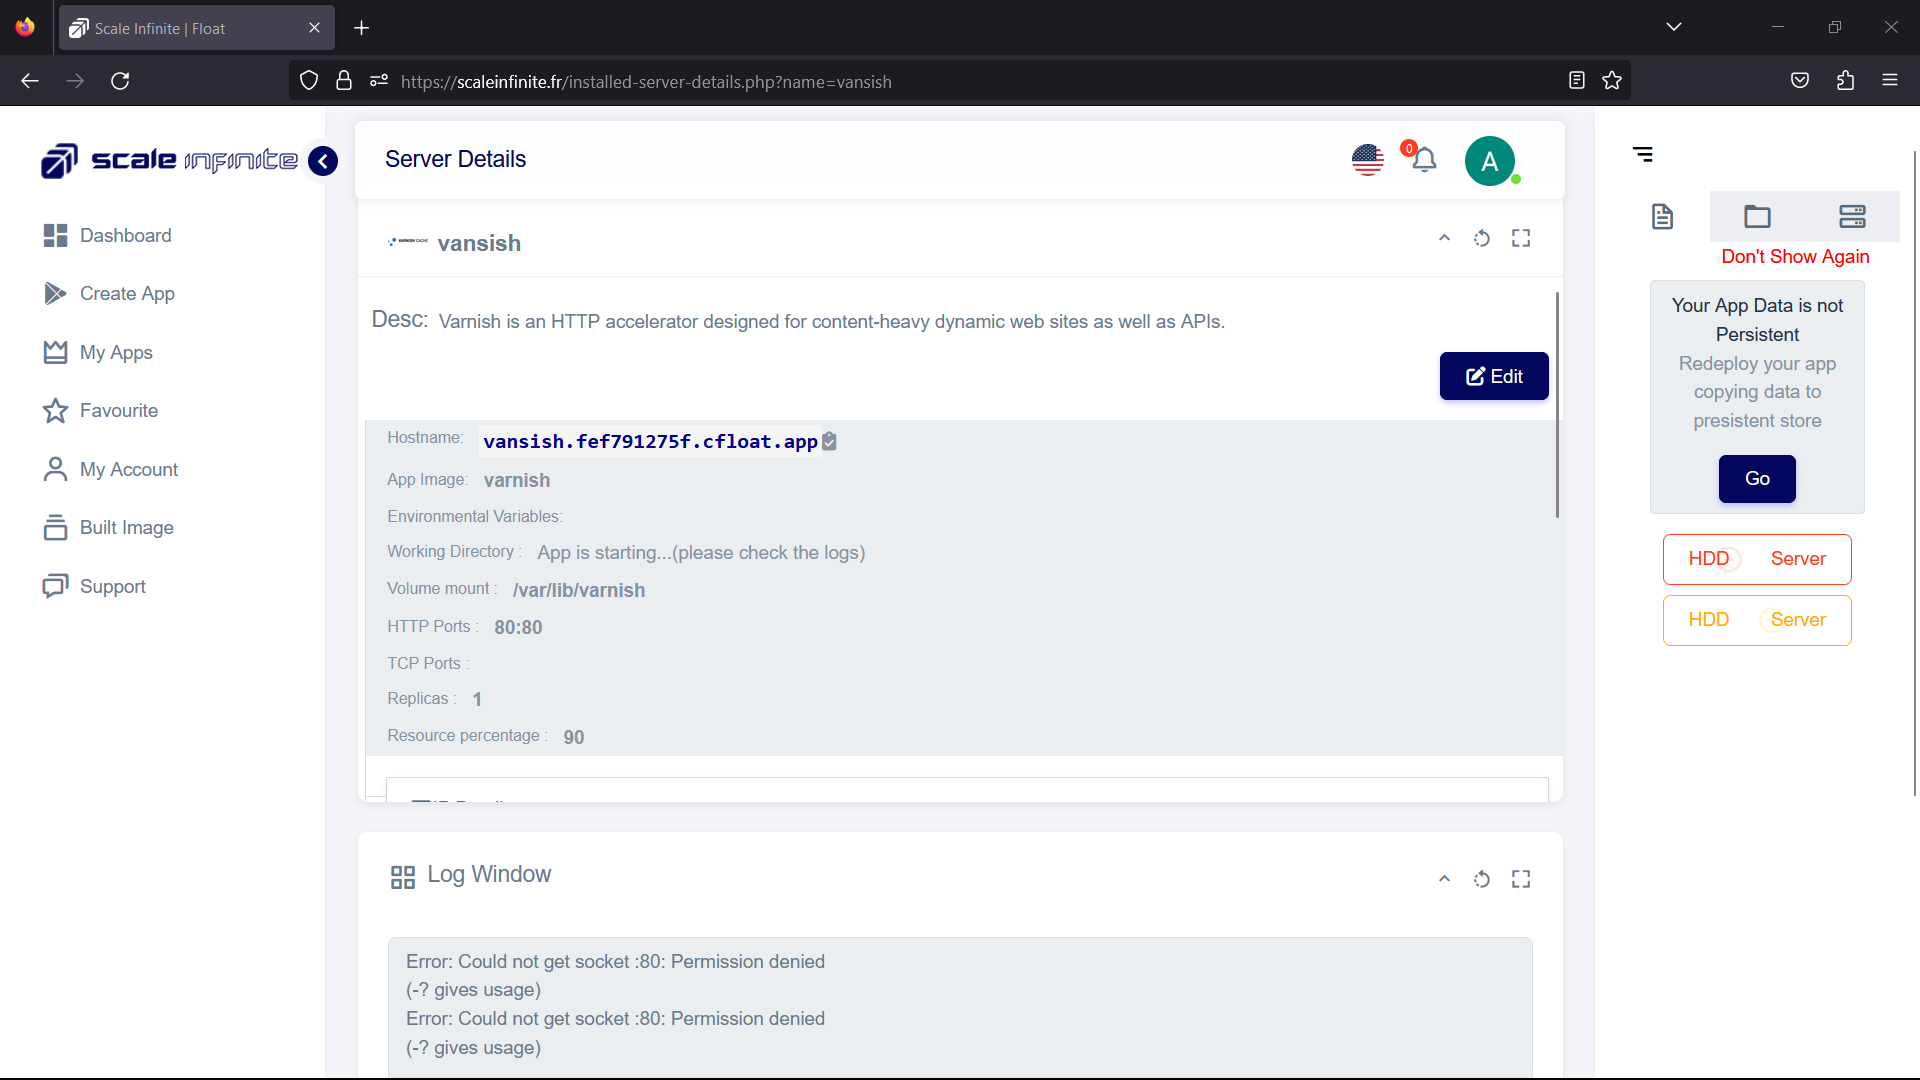 Scale Infinite | Float
https://scaleinfinite.fr/installed-server-details.php?name=vansish
scale infinite
Dashboard
Create App
My Apps
Favourite
My Account
Built Image
Support
Server Details
0
A
VARNISH CACHE
vansish
Desc: Varnish is an HTTP accelerator designed for content-heavy dynamic web sites as well as APIs.
Edit
Hostname: vansish.fef791275f.cfloat.app
App Image: varnish
Environmental Variables:
Working Directory : App is starting...(please check the logs)
Volume mount : /var/lib/varnish
HTTP Ports : 80:80
TCP Ports :
Replicas : 1
Resource percentage : 90
Log Window
Error: Could not get socket :80: Permission denied
(-? gives usage)
Error: Could not get socket :80: Permission denied
(-? gives usage)
Don't Show Again
Your App Data is not
Persistent
Redeploy your app
copying data to
presistent store
Go
HDD Server
HDD Server